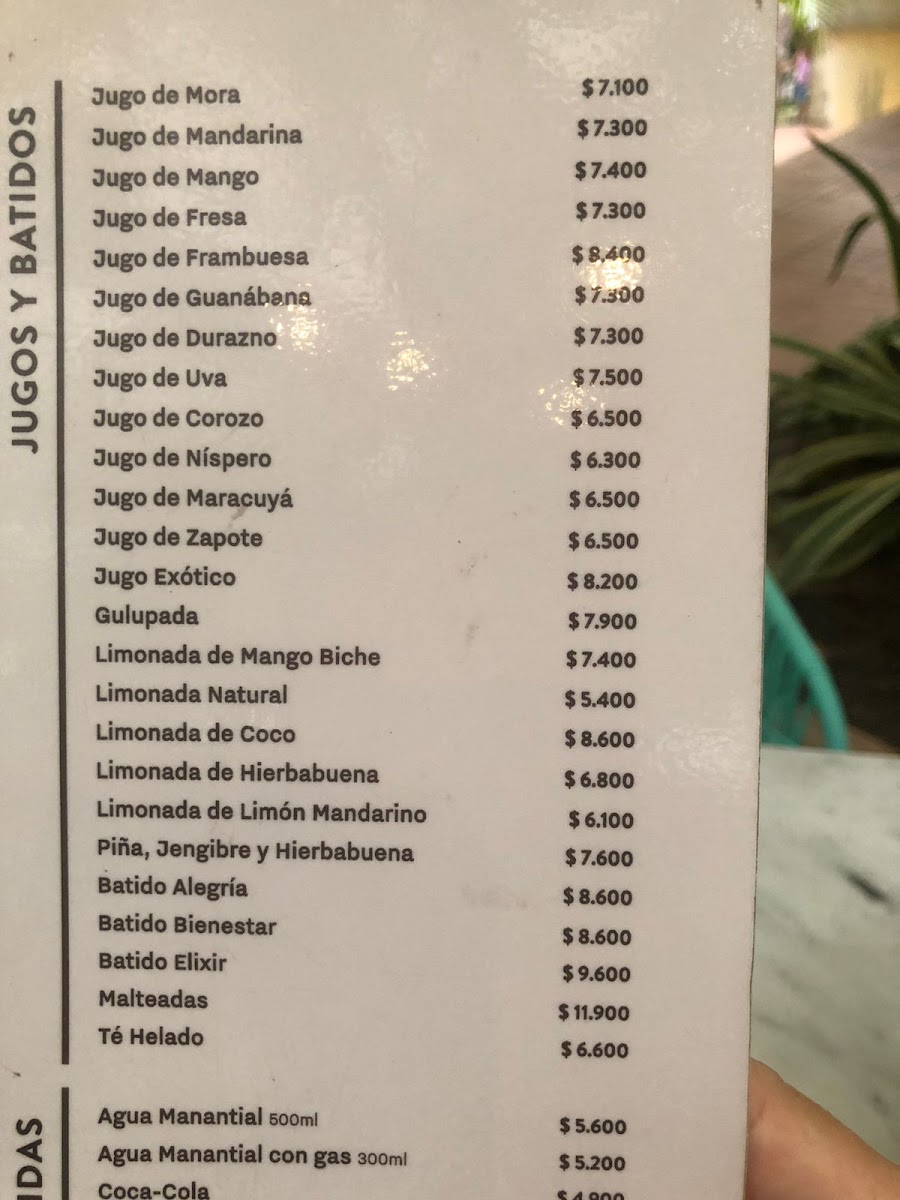 JUGOS Y BATIDOS
Jugo de Mora $7.100
Jugo de Mandarina $7.300
Jugo de Mango $7.400
Jugo de Fresa $7.300
Jugo de Frambuesa $8.400
Jugo de Guanábana $7.300
Jugo de Durazno $7.300
Jugo de Uva $7.500
Jugo de Corozo $6.500
Jugo de Níspero $6.300
Jugo de Maracuyá $6.500
Jugo de Zapote $6.500
Jugo Exótico $8.200
Gulupada $7.900
Limonada de Mango Biche $7.400
Limonada Natural $5.400
Limonada de Coco $8.600
Limonada de Hierbabuena $6.800
Limonada de Limón Mandarino $6.100
Piña, Jengibre y Hierbabuena $7.600
Batido Alegría $8.600
Batido Bienestar $8.600
Batido Elixir $9.600
Malteadas $11.900
Té Helado $6.600
IDAS
Agua Manantial 500ml $5.600
Agua Manantial con gas 300ml $5.200
Coca-Cola $4.900